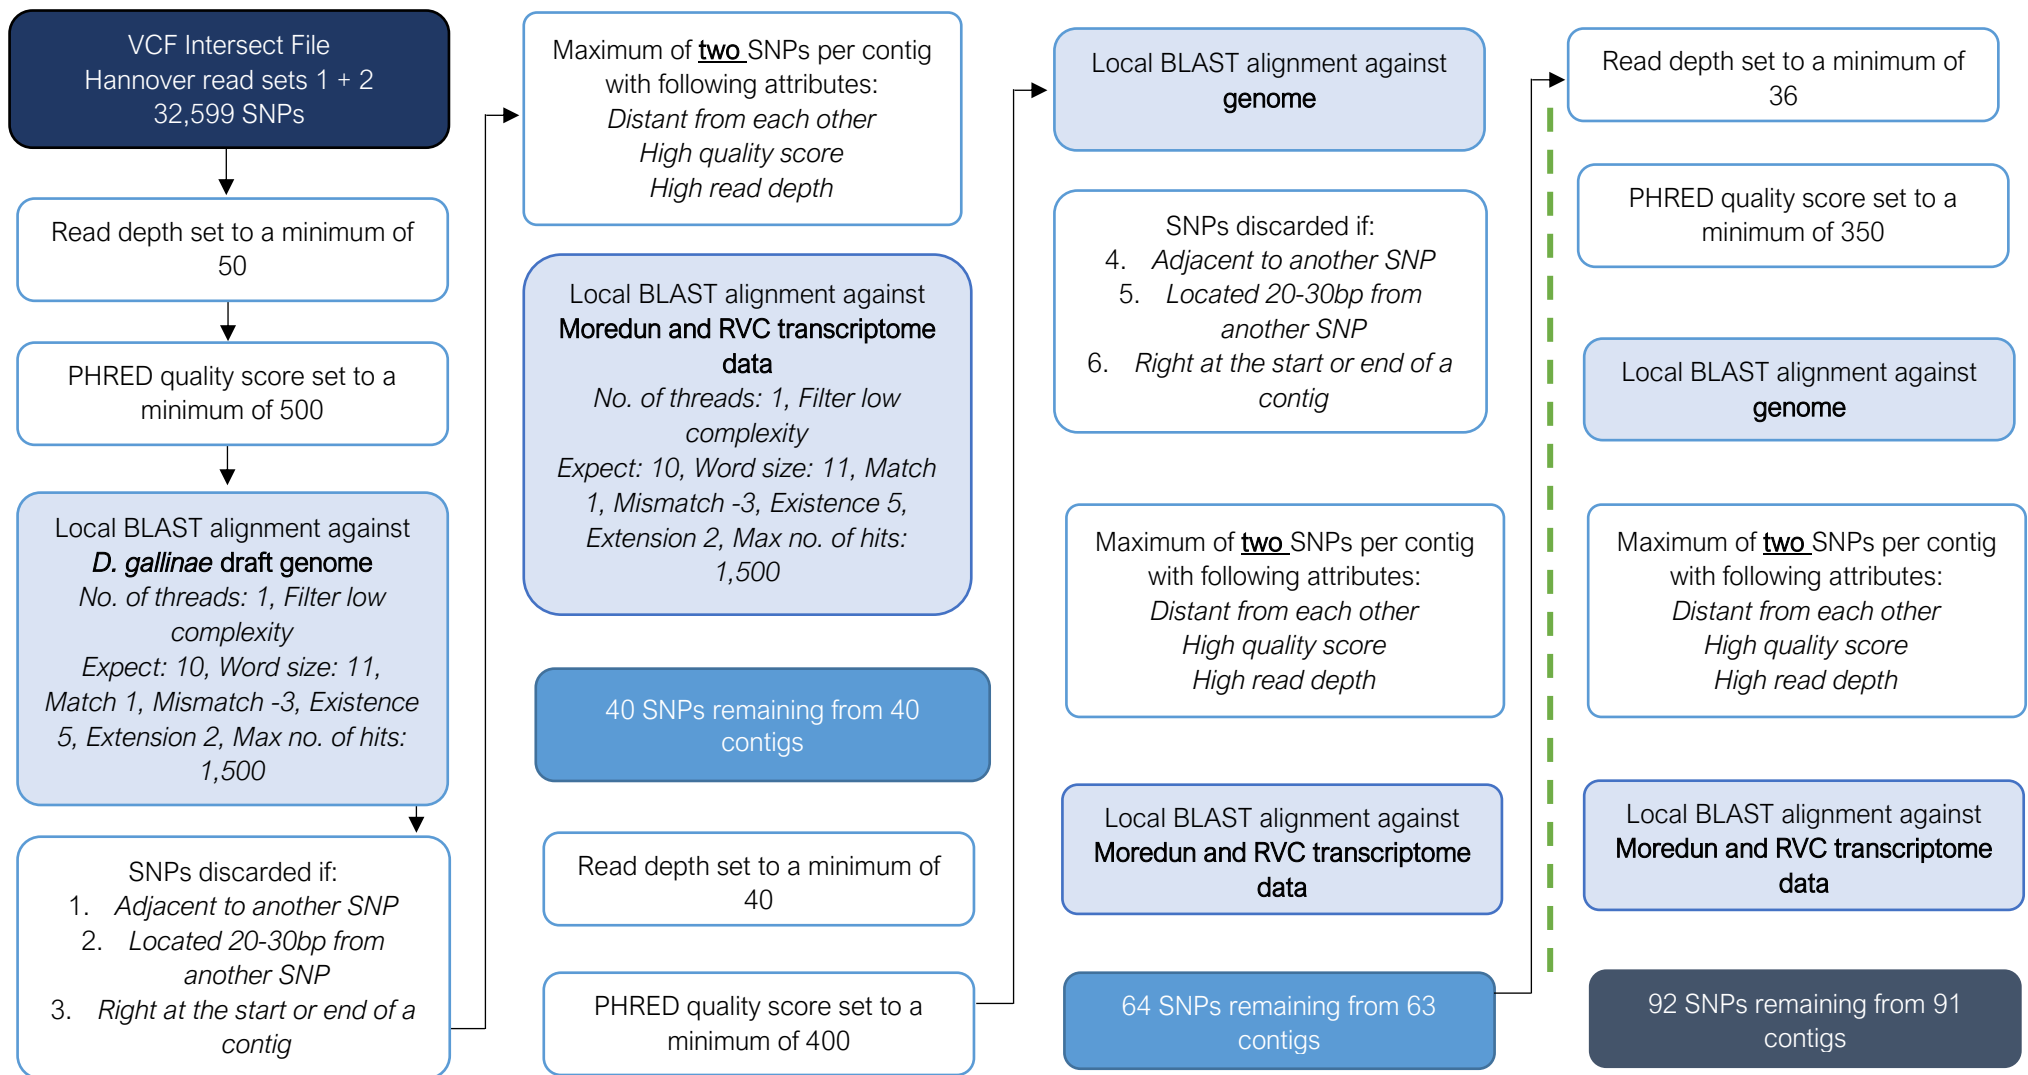 VCF Intersect File
Hannover read sets 1 + 2
32,599 SNPs
Read depth set to a minimum of
50
PHRED quality score set to a
minimum of 500
Local BLAST alignment against
D. gallinae draft genome
No. of threads: 1, Filter low
complexity
Expect: 10, Word size: 11,
Match 1, Mismatch -3, Existence
5, Extension 2, Max no. of hits:
1,500
SNPs discarded if:
1. Adjacent to another SNP
2. Located 20-30bp from
another SNP
3. Right at the start or end of a
contig
Maximum of two SNPs per contig
with following attributes:
Distant from each other
High quality score
High read depth
Local BLAST alignment against
Moredun and RVC transcriptome
data
No. of threads: 1, Filter low
complexity
Expect: 10, Word size: 11, Match
1, Mismatch -3, Existence 5,
Extension 2, Max no. of hits:
1,500
40 SNPs remaining from 40
contigs
Read depth set to a minimum of
40
PHRED quality score set to a
minimum of 400
Local BLAST alignment against
genome
SNPs discarded if:
4. Adjacent to another SNP
5. Located 20-30bp from
another SNP
6. Right at the start or end of a
contig
Maximum of two SNPs per contig
with following attributes:
Distant from each other
High quality score
High read depth
Local BLAST alignment against
Moredun and RVC transcriptome
data
64 SNPs remaining from 63
contigs
Read depth set to a minimum of
36
PHRED quality score set to a
minimum of 350
Local BLAST alignment against
genome
Maximum of two SNPs per contig
with following attributes:
Distant from each other
High quality score
High read depth
Local BLAST alignment against
Moredun and RVC transcriptome
data
92 SNPs remaining from 91
contigs